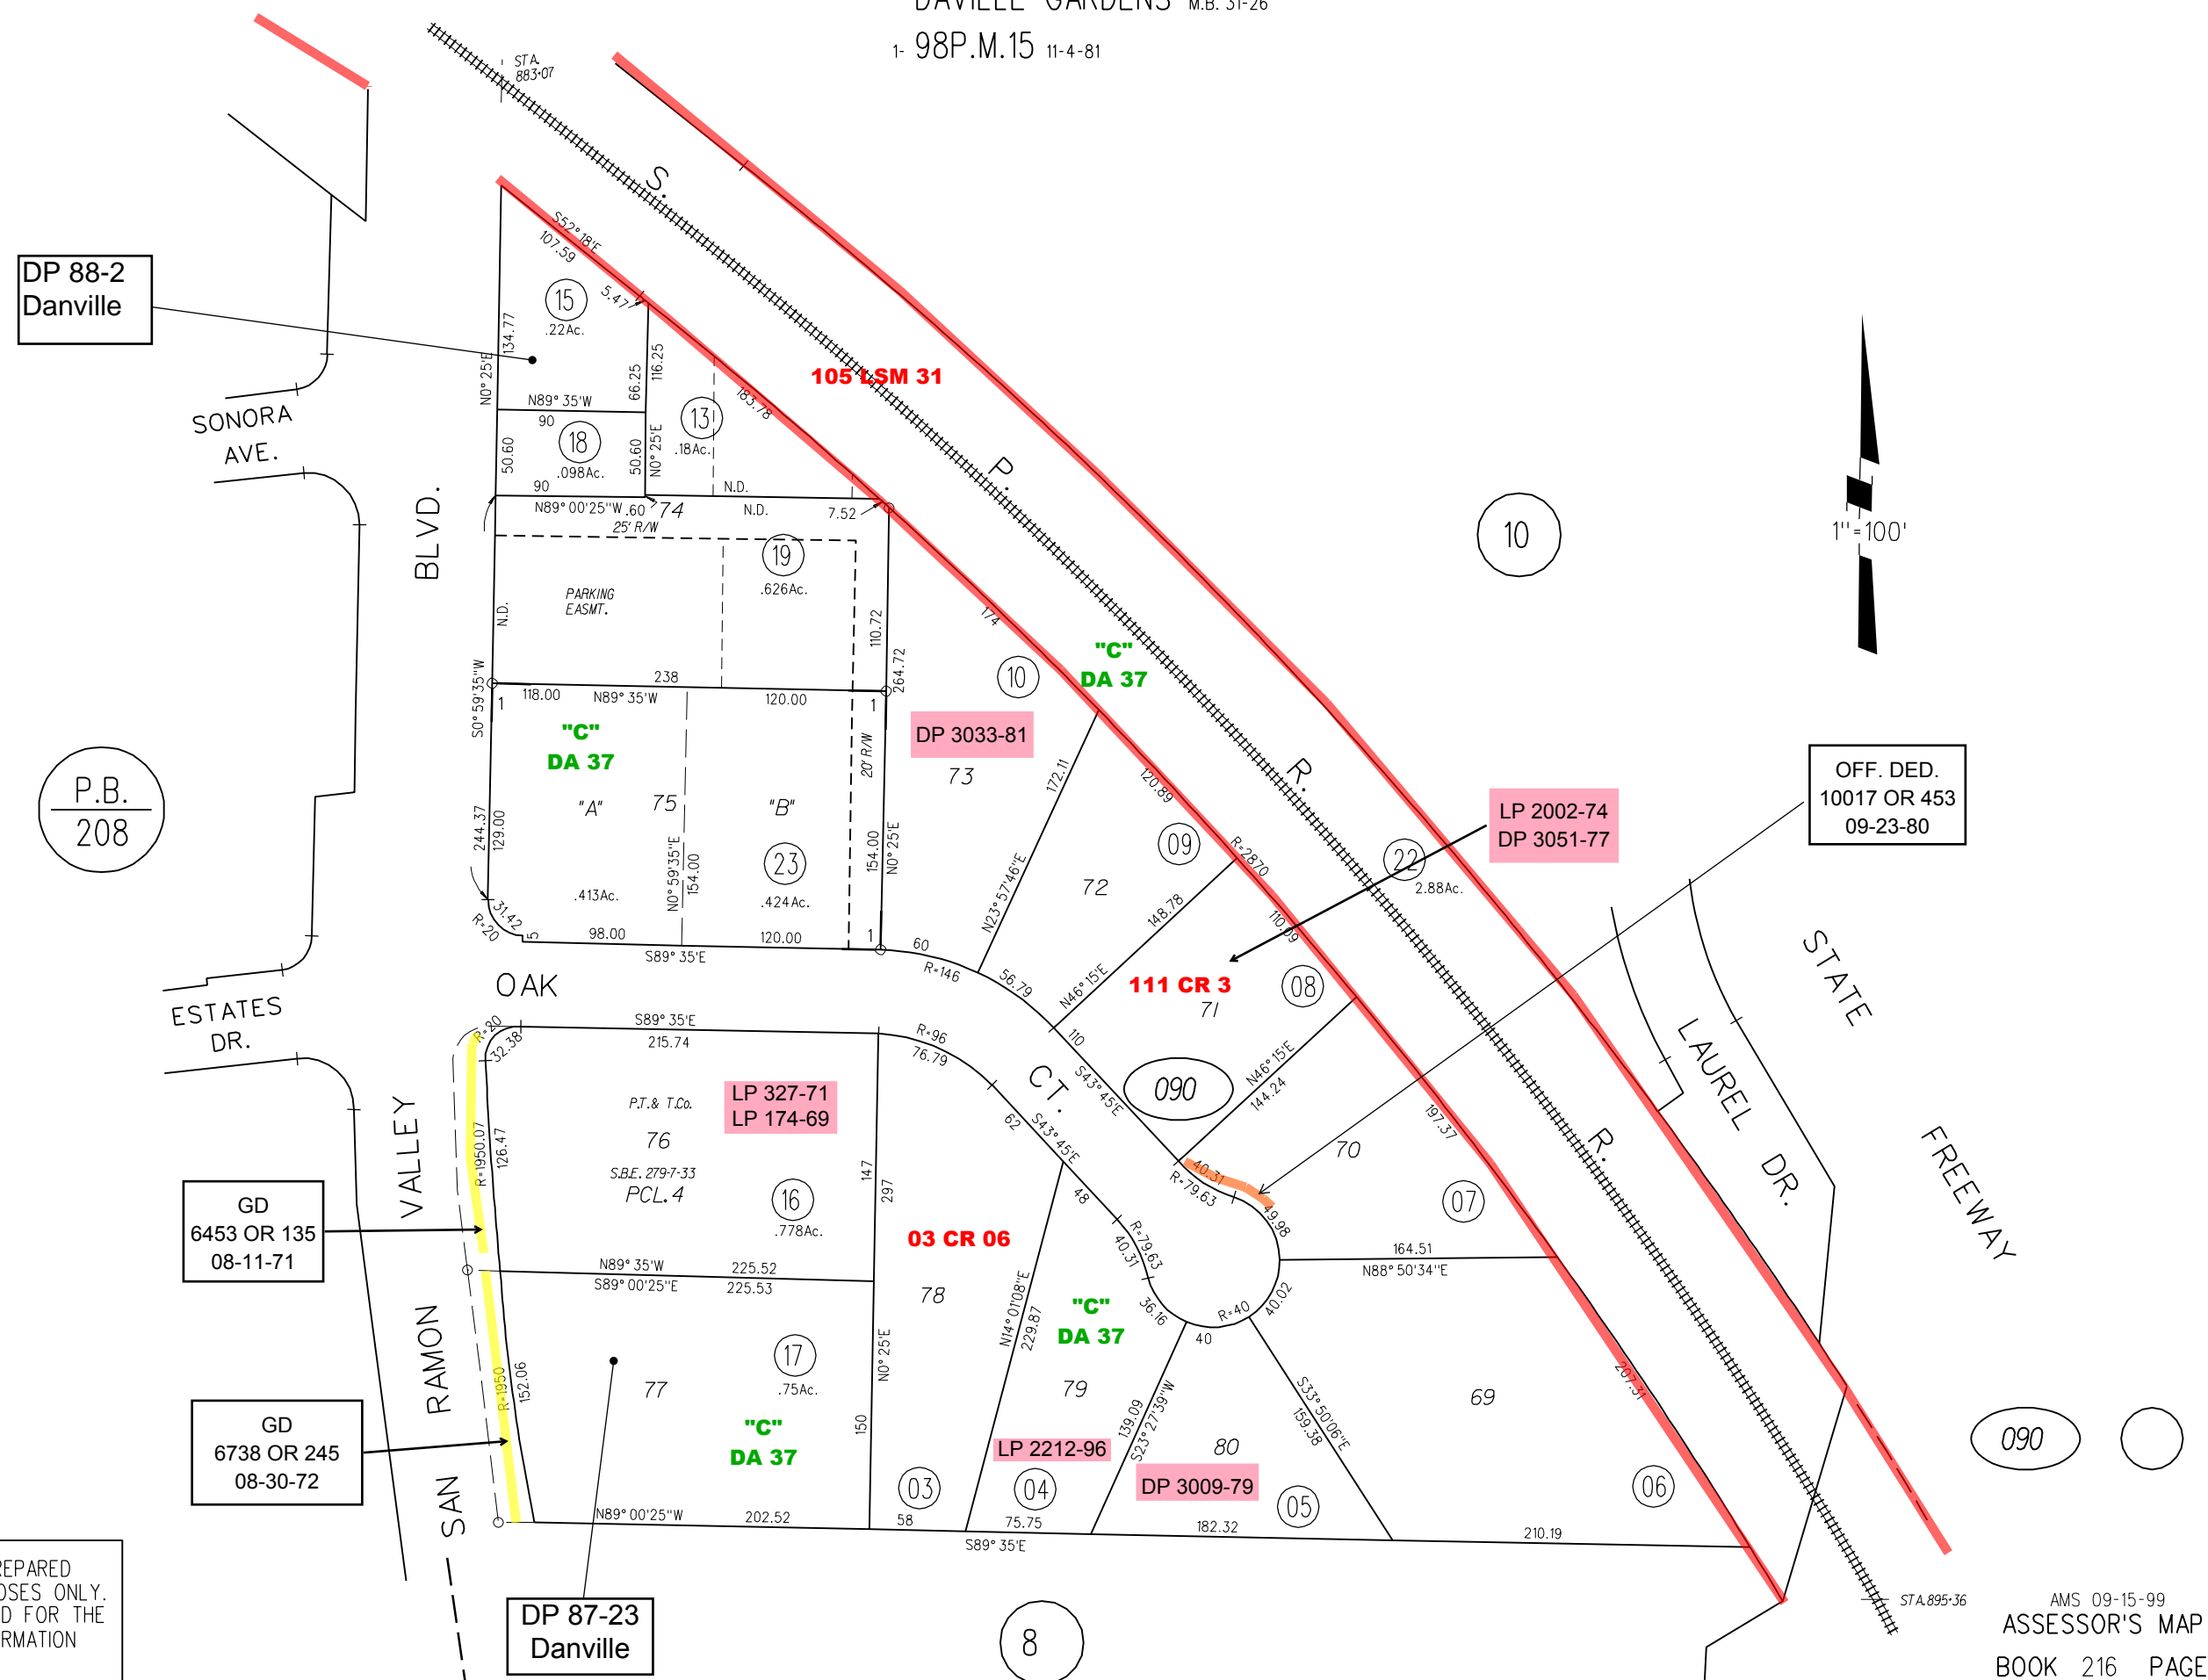 DAVILLE GARDENS M.B. 31-26
1- 98P.M.15 11-4-81
STA.
883+07
S.
P.
R.
R.
DP 88-2
Danville
S52°18'E
107.59
5.47
15
.22Ac.
134.77
N0°25'E
66.25
116.25
N89°35'W
90
18
.098Ac.
50.60
50.60
N0°25'E
13
.18Ac.
183.78
105 LSM 31
SONORA
AVE.
BLVD.
90
N89°00'25"W .60
74
25' R/W
N.D.
N.D.
7.52
19
.626Ac.
PARKING
EASMT.
N.D.
110.72
264.72
174
10
1"=100'
238
118.00
N89°35'W
120.00
1
1
S0°59'35"W
"C"
DA 37
"A"
75
"B"
23
.413Ac.
.424Ac.
N0°59'35"E
154.00
20' R/W
154.00
N0°25'E
244.37
129.00
31.42
R=20
5
98.00
120.00
1
S89°35'E
P.B.
208
10
"C"
DA 37
DP 3033-81
73
172.11
N23°57'46"E
120.89
09
72
R=2870
148.78
N46°15'E
110.09
LP 2002-74
DP 3051-77
22
2.88Ac.
OFF. DED.
10017 OR 453
09-23-80
111 CR 3
71
08
60
R=146
56.79
110
S43°45'E
N46°15'E
144.24
090
197.37
OAK
CT.
ESTATES
DR.
STATE
FREEWAY
LAUREL DR.
R=20
32.38
S89°35'E
215.74
R=96
76.79
62
S43°45'E
48
P.T.& T.Co.
76
S.B.E. 279-7-33
PCL.4
LP 327-71
LP 174-69
16
.778Ac.
147
297
R=1950.07
126.47
VALLEY
GD
6453 OR 135
08-11-71
N89°35'W
225.52
S89°00'25"E
225.53
03 CR 06
78
70
07
40.31
R=79.63
49.98
R=79.63
40.31
36.16
R=40
40
40.02
164.51
N88°50'34"E
N14°01'08"E
229.87
"C"
DA 37
79
LP 2212-96
04
139.09
S23°27'39"W
80
DP 3009-79
05
S33°50'06"E
159.38
69
207.31
06
17
.75Ac.
77
"C"
DA 37
N0°25'E
150
03
R=1950
152.06
RAMON
SAN
GD
6738 OR 245
08-30-72
N89°00'25"W
202.52
58
75.75
182.32
210.19
S89°35'E
090
DP 87-23
Danville
8
STA.895+36
REPARED
OSES ONLY.
D FOR THE
RMATION
AMS 09-15-99
ASSESSOR'S MAP
BOOK 216 PAGE